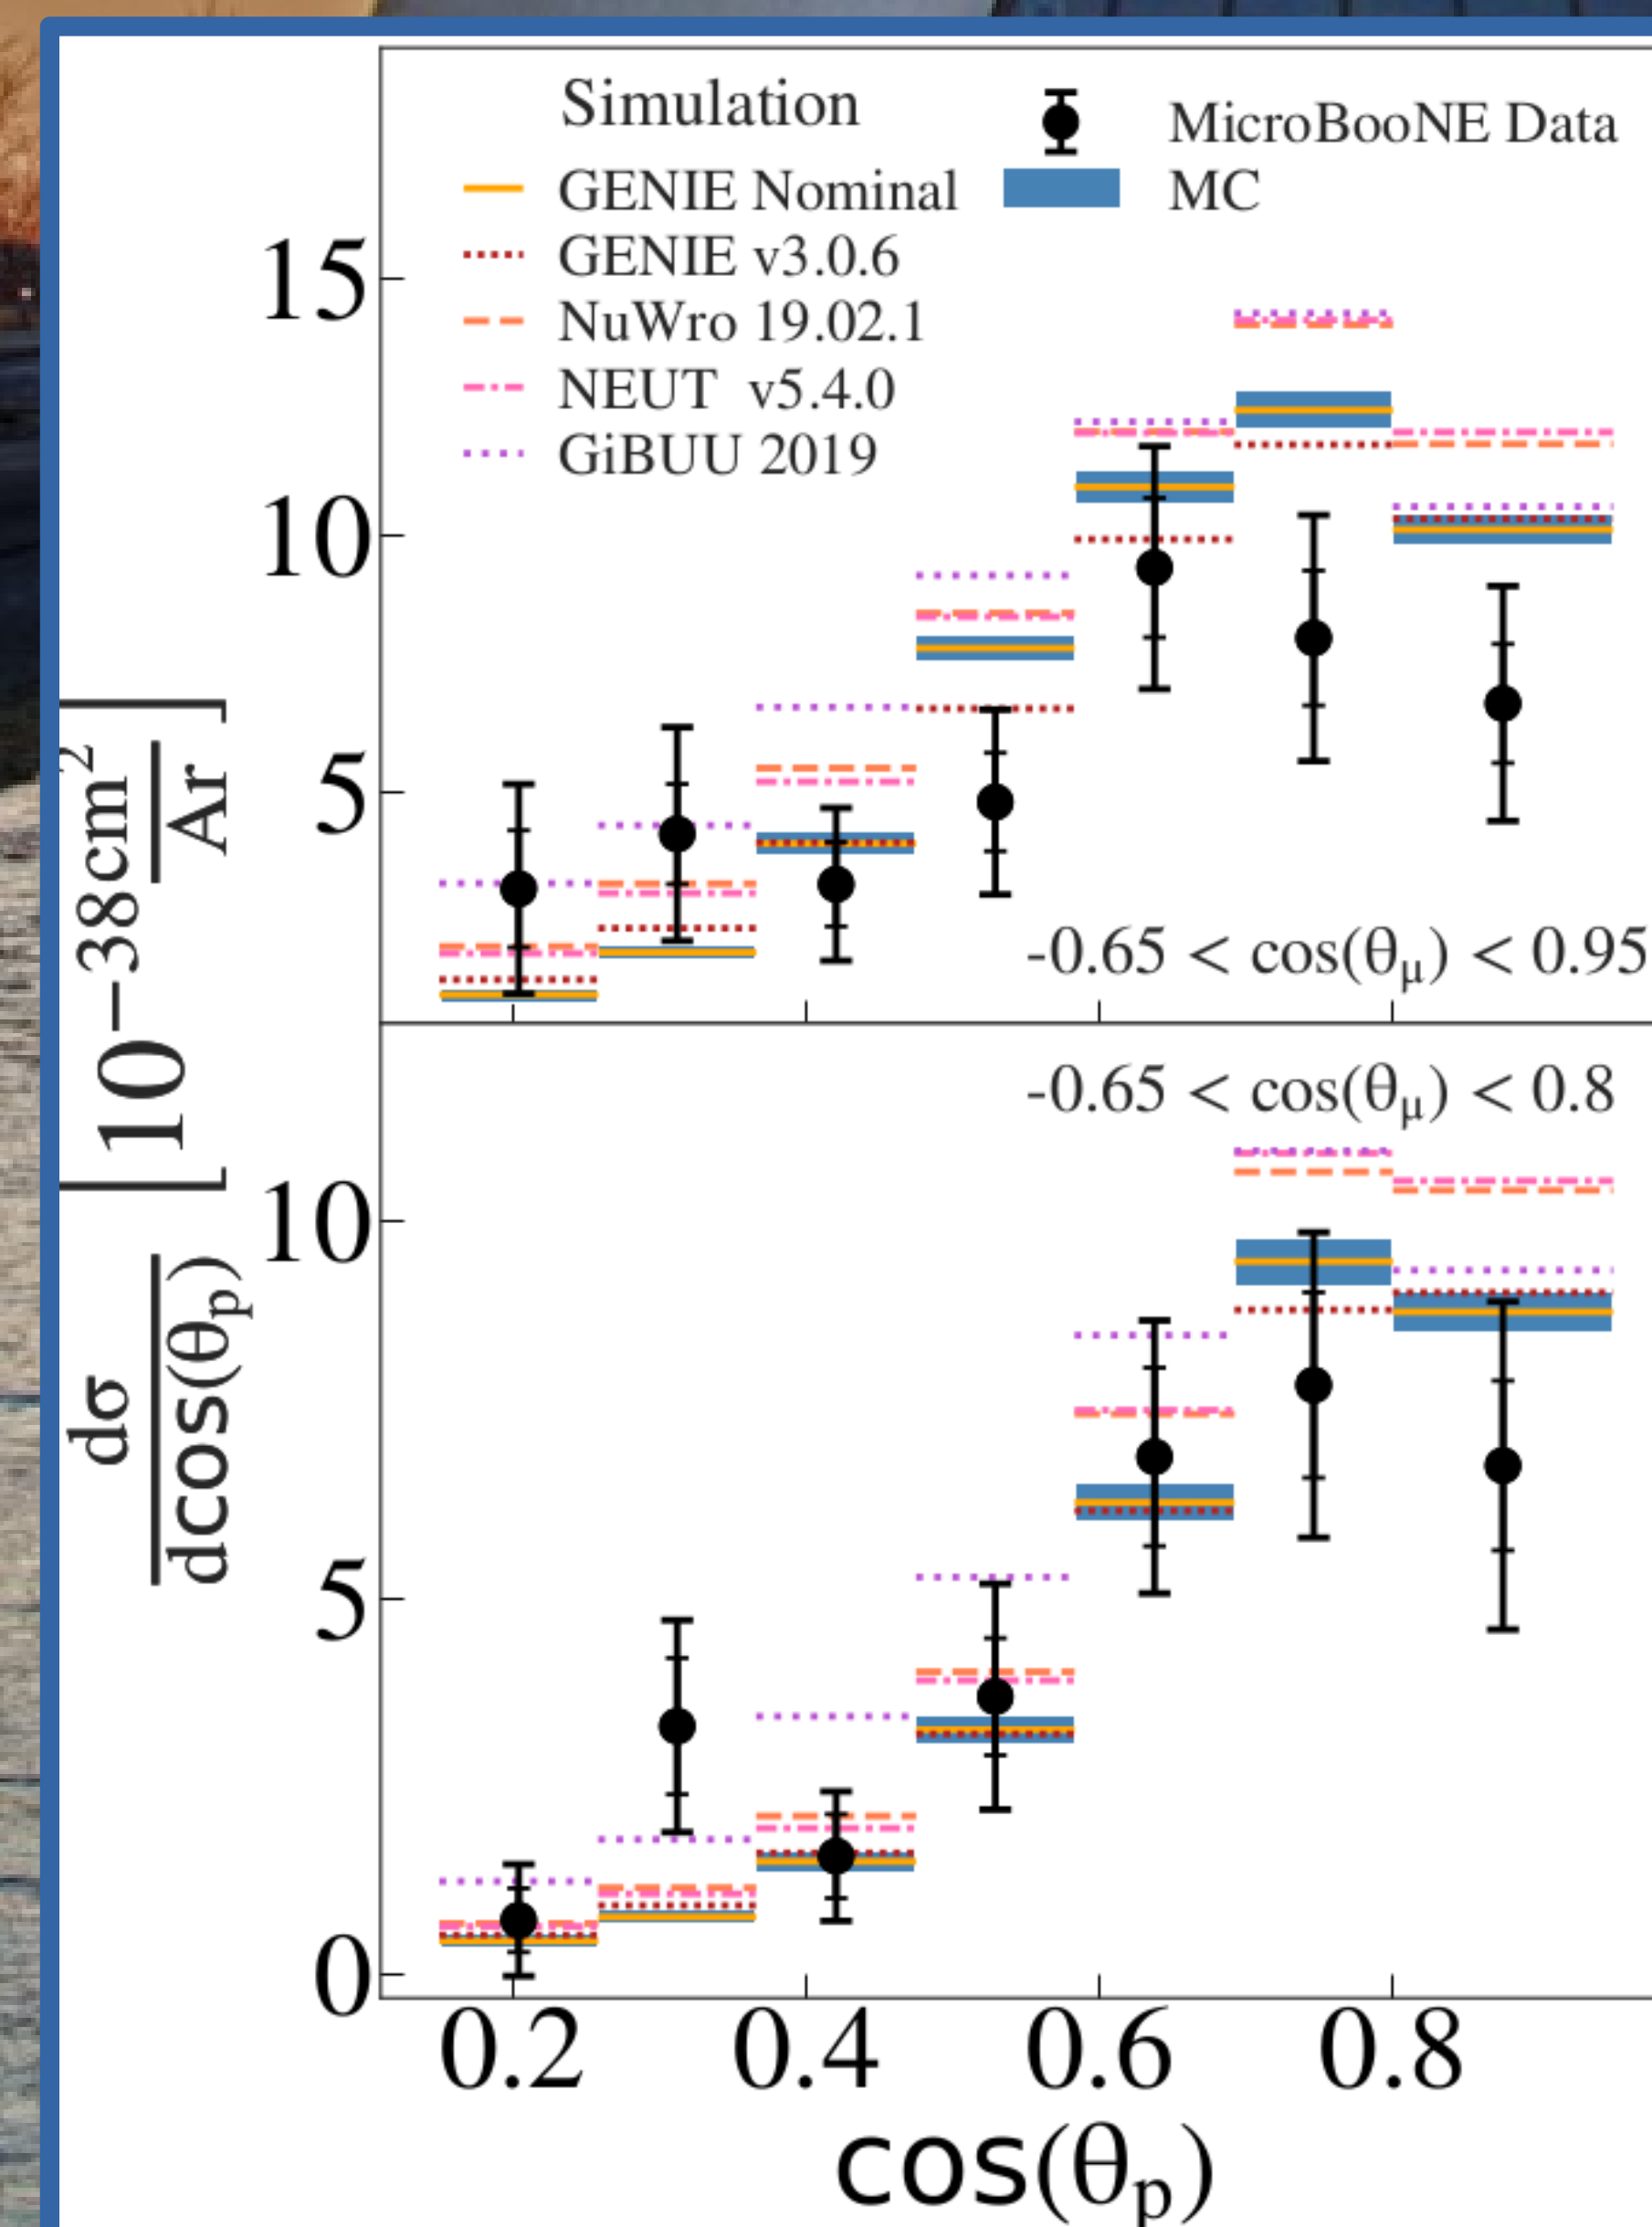 Simulation
GENIE Nominal
GENIE v3.0.6
NuWro 19.02.1
NEUT v5.4.0
GiBUU 2019
MicroBooNE Data
MC
15
10
5
-0.65 < cos(θμ) < 0.95
-0.65 < cos(θμ) < 0.8
10
5
0
0.2 0.4 0.6 0.8
cos(θp)
dσ/dcos(θp) [10−38cm²/Ar]